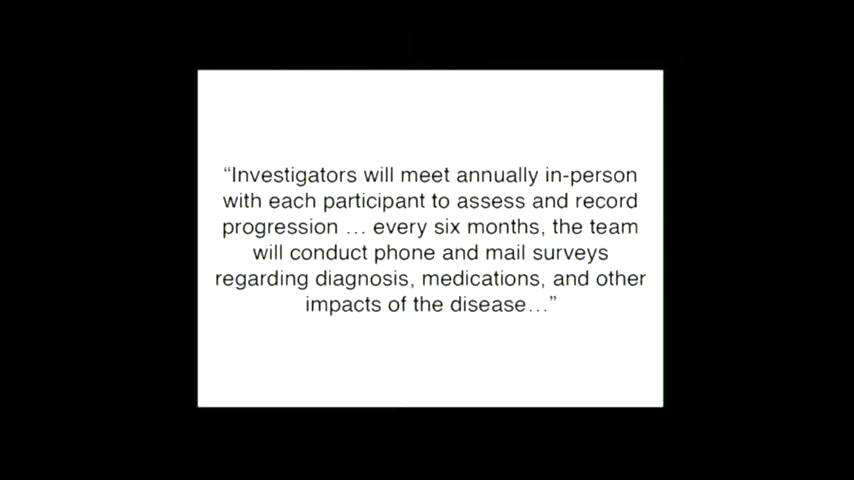 “Investigators will meet annually in-person
with each participant to assess and record
progression … every six months, the team
will conduct phone and mail surveys
regarding diagnosis, medications, and other
impacts of the disease…”